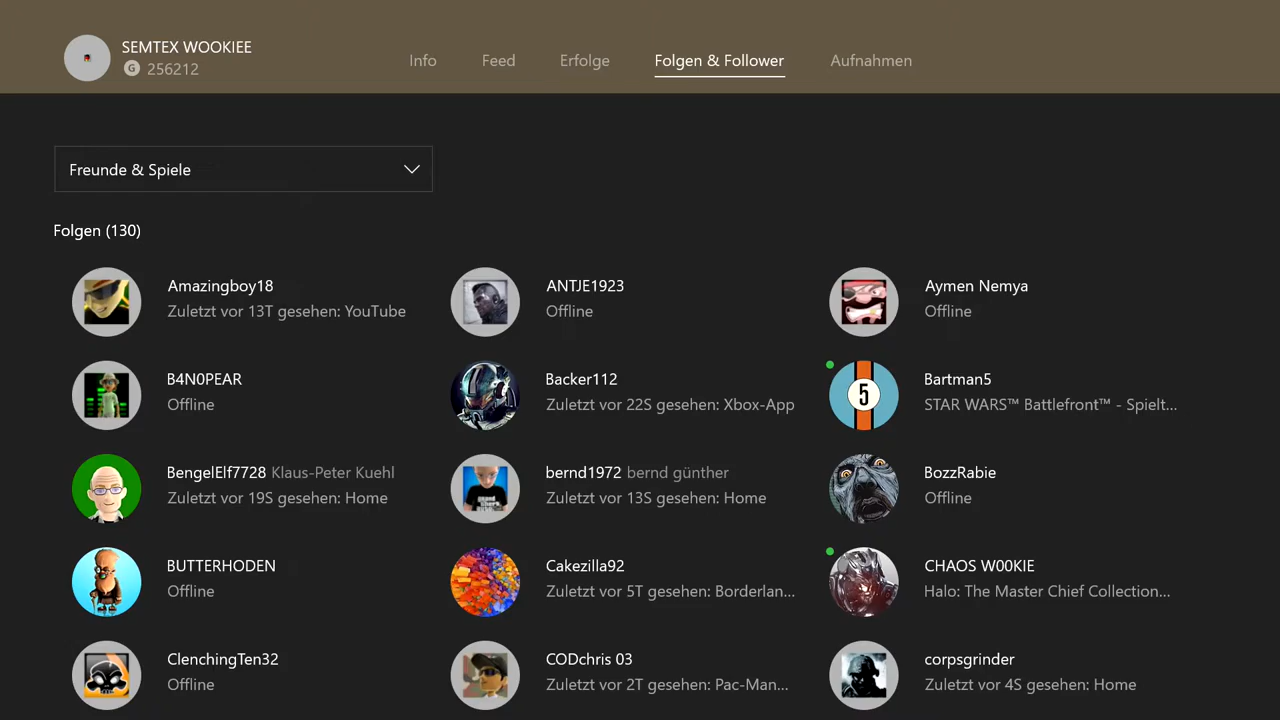 SEMTEX WOOKIEE
G 256212
Info
Feed
Erfolge
Folgen & Follower
Aufnahmen
Freunde & Spiele
Folgen (130)
Amazingboy18
Zuletzt vor 13T gesehen: YouTube
ANTJE1923
Offline
Aymen Nemya
Offline
B4N0PEAR
Offline
Backer112
Zuletzt vor 22S gesehen: Xbox-App
5
Bartman5
STAR WARS™ Battlefront™ - Spielt...
BengelElf7728 Klaus-Peter Kuehl
Zuletzt vor 19S gesehen: Home
bernd1972 bernd günther
Zuletzt vor 13S gesehen: Home
BozzRabie
Offline
BUTTERHODEN
Offline
Cakezilla92
Zuletzt vor 5T gesehen: Borderlan...
CHAOS W00KIE
Halo: The Master Chief Collection...
ClenchingTen32
Offline
CODchris 03
Zuletzt vor 2T gesehen: Pac-Man...
corpsgrinder
Zuletzt vor 4S gesehen: Home